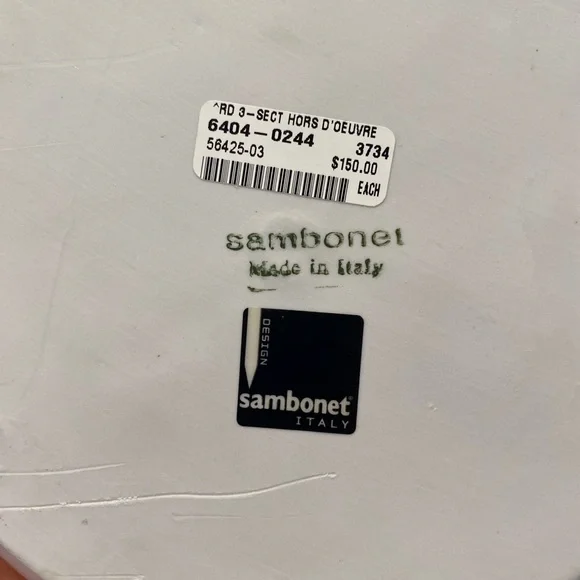 ^RD 3-SECT HORS D'OEUVRE
6404-0244 3734
56425-03 $150.00
EACH
sambonet
Made in Italy
DESIGN
sambonet®
ITALY